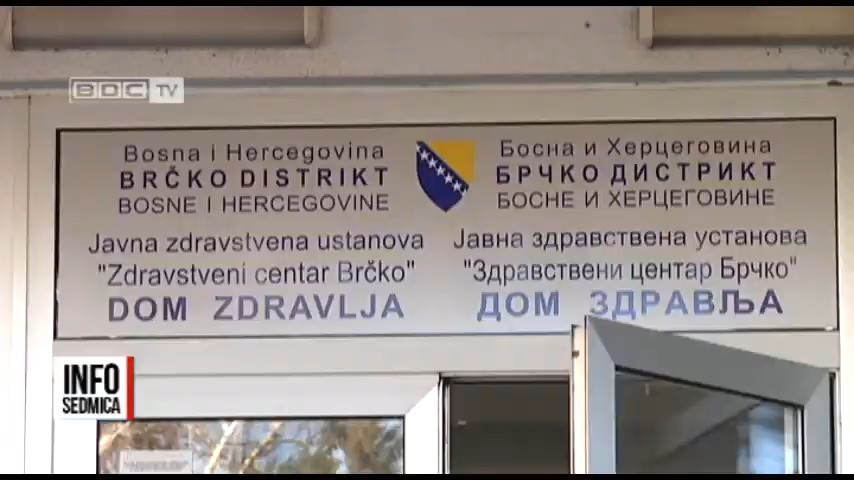 BDC TV
Bosna i Hercegovina
BRČKO DISTRIKT
BOSNE I HERCEGOVINE
Javna zdravstvena ustanova
"Zdravstveni centar Brčko"
DOM ZDRAVLJA
Босна и Херцеговина
БРЧКО ДИСТРИКТ
БОСНЕ И ХЕРЦЕГОВИНЕ
Јавна здравствена установа
"Здравствени центар Брчко"
ДОМ ЗДРАВЉА
INFO
SEDMICA